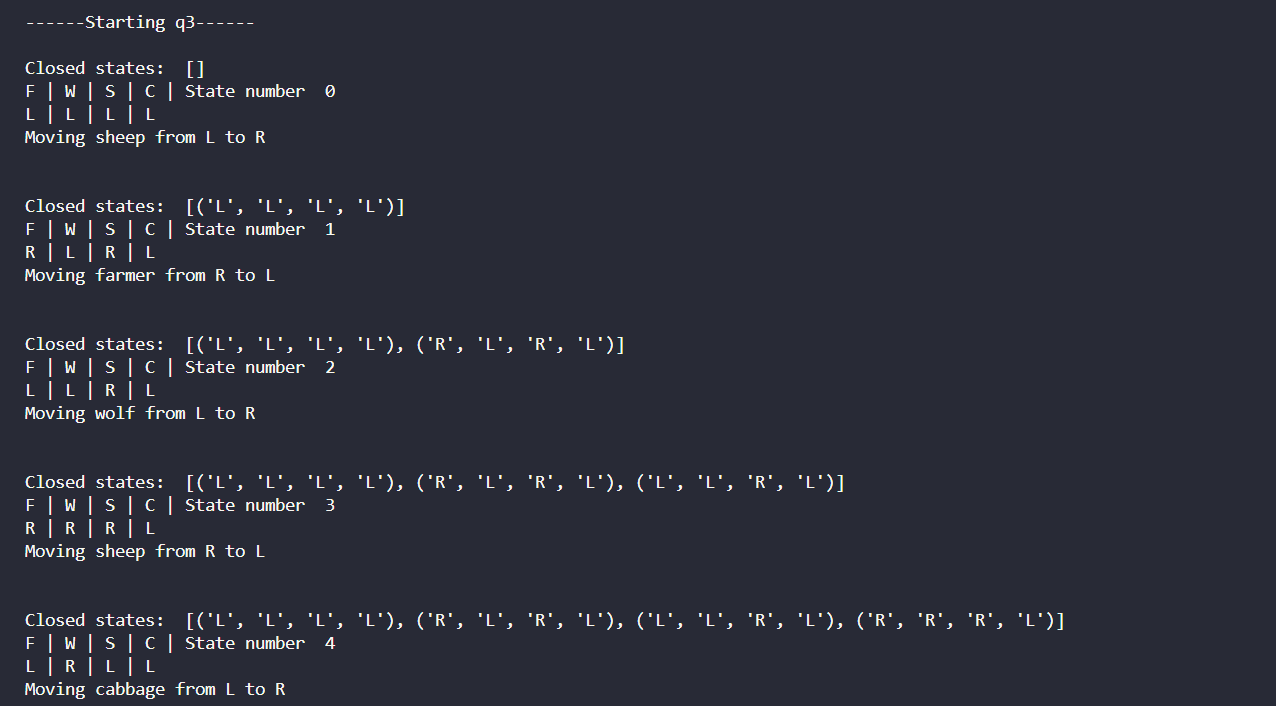 ------Starting q3------
Closed states:  []
F | W | S | C | State number  0
L | L | L | L
Moving sheep from L to R
Closed states:  [('L', 'L', 'L', 'L')]
F | W | S | C | State number  1
R | L | R | L
Moving farmer from R to L
Closed states:  [('L', 'L', 'L', 'L'), ('R', 'L', 'R', 'L')]
F | W | S | C | State number  2
L | L | R | L
Moving wolf from L to R
Closed states:  [('L', 'L', 'L', 'L'), ('R', 'L', 'R', 'L'), ('L', 'L', 'R', 'L')]
F | W | S | C | State number  3
R | R | R | L
Moving sheep from R to L
Closed states:  [('L', 'L', 'L', 'L'), ('R', 'L', 'R', 'L'), ('L', 'L', 'R', 'L'), ('R', 'R', 'R', 'L')]
F | W | S | C | State number  4
L | R | L | L
Moving cabbage from L to R